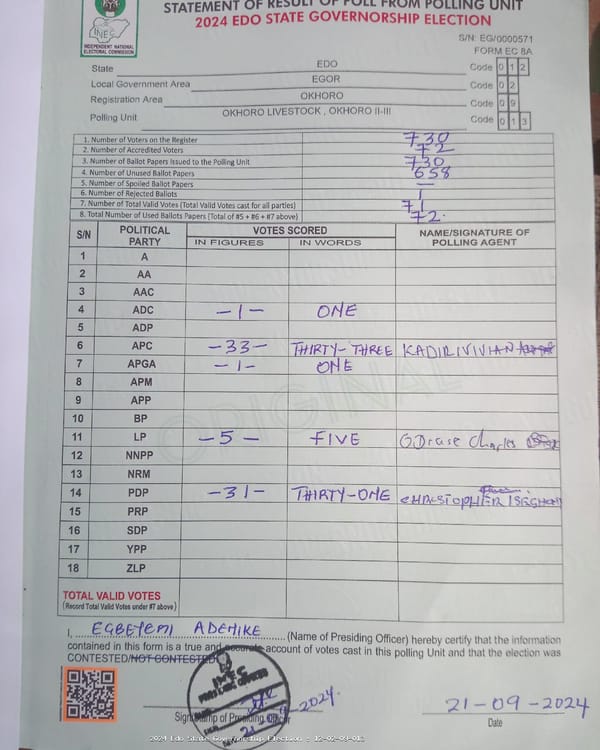 STATEMENT OF RESULT OF POLL FROM POLLING UNIT
2024 EDO STATE GOVERNORSHIP ELECTION
INEC
INDEPENDENT NATIONAL ELECTORAL COMMISSION
S/N: EG/0000571
FORM EC 8A
State EDO Code 0 1 2
Local Government Area EGOR Code 0 2
Registration Area OKHORO Code 0 9
Polling Unit OKHORO LIVESTOCK , OKHORO II-III Code 0 1 3
1. Number of Voters on the Register 730
2. Number of Accredited Voters 72
3. Number of Ballot Papers Issued to the Polling Unit 730
4. Number of Unused Ballot Papers 658
5. Number of Spoiled Ballot Papers —
6. Number of Rejected Ballots 1
7. Number of Total Valid Votes (Total Valid Votes cast for all parties) 71
8. Total Number of Used Ballots Papers [Total of #5 + #6 + #7 above) 72
S/N POLITICAL PARTY VOTES SCORED NAME/SIGNATURE OF POLLING AGENT
IN FIGURES IN WORDS
1 A
2 AA
3 AAC
4 ADC -1- ONE
5 ADP
6 APC -33- THIRTY-THREE KADIRI VIVIAN
7 APGA -1- ONE
8 APM
9 APP
10 BP
11 LP -5- FIVE Charles
12 NNPP
13 NRM
14 PDP -31- THIRTY-ONE CHRISTOPHER
15 PRP
16 SDP
17 YPP
18 ZLP
ORIGINAL
TOTAL VALID VOTES
(Record Total Valid Votes under #7 above)
I, EGBEYEMI ADEMIKE (Name of Presiding Officer) hereby certify that the information
contained in this form is a true and accurate account of votes cast in this polling Unit and that the election was
CONTESTED/NOT CONTESTED
INEC
PRESIDING OFFICER
2024
Sign/Stamp of Presiding Officer
21-09-2024
Date
2024 Edo State Governorship Election : 12-02-09-013